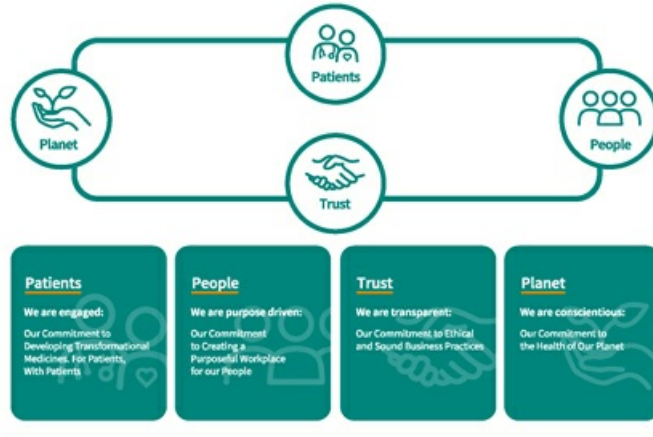 Patients
Planet
People
Trust
Patients
We are engaged:
Our Commitment to
Developing Transformational
Medicines. For Patients,
With Patients
People
We are purpose driven:
Our Commitment
to Creating a
Purposeful Workplace
for our People
Trust
We are transparent:
Our Commitment to Ethical
and Sound Business Practices
Planet
We are conscientious:
Our Commitment to
the Health of Our Planet